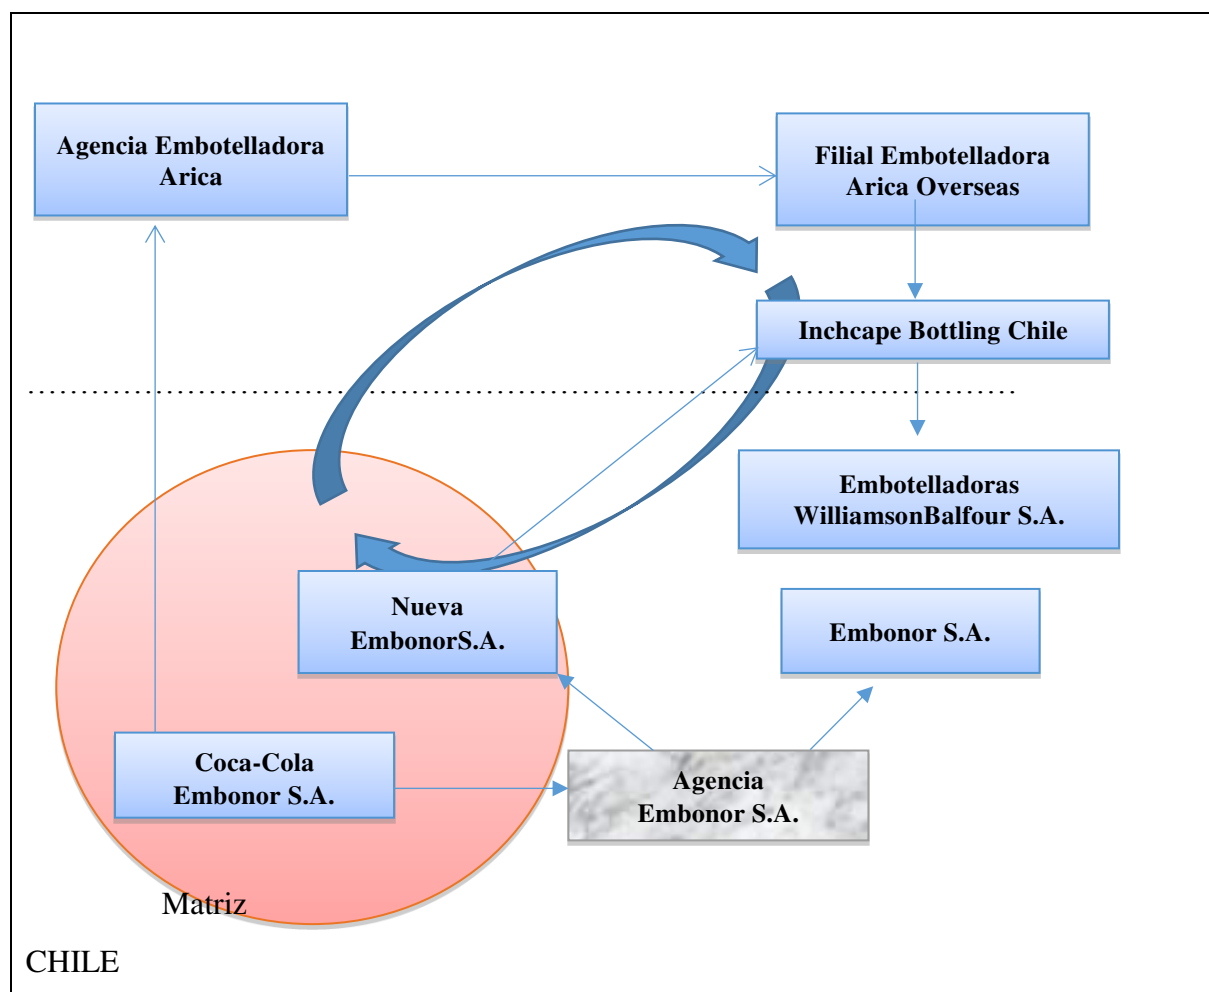 Agencia Embotelladora
Arica
Filial Embotelladora
Arica Overseas
Inchcape Bottling Chile
Embotelladoras
WilliamsonBalfour S.A.
Nueva
EmbonorS.A.
Embonor S.A.
Coca-Cola
Embonor S.A.
Agencia
Embonor S.A.
Matriz
CHILE